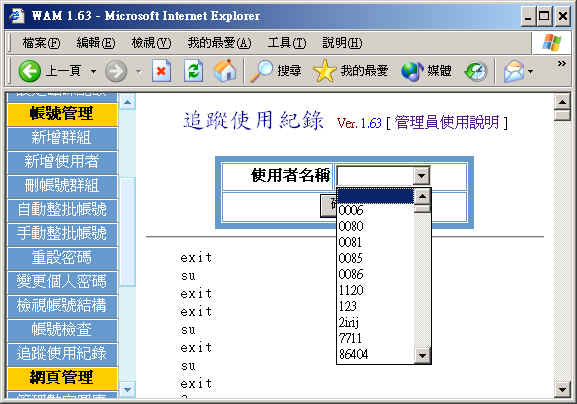 WAM 1.63 - Microsoft Internet Explorer
檔案(F) 編輯(E) 檢視(V) 我的最愛(A) 工具(T) 說明(H)
上一頁 搜尋 我的最愛 媒體
帳號管理
新增群組
新增使用者
刪帳號群組
自動整批帳號
手動整批帳號
重設密碼
變更個人密碼
檢視帳號結構
帳號檢查
追蹤使用紀錄
網頁管理
追蹤使用紀錄 Ver. 1.63 [ 管理員使用說明 ]
使用者名稱
0006
0080
0081
0085
0086
1120
123
2irij
7711
86404
exit
su
exit
exit
su
exit
su
exit